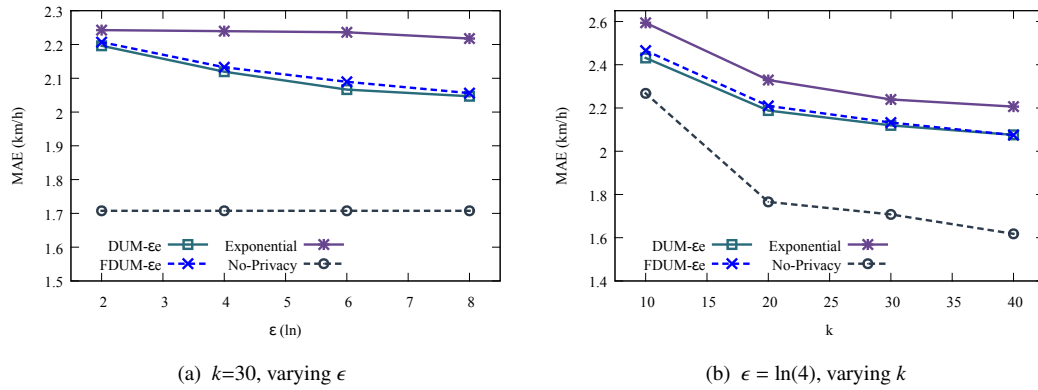 2.3
2.2
2.1
2
1.9
1.8
1.7
1.6
1.5
MAE (km/h)
DUM-εe
Exponential
FDUM-εe
No-Privacy
2 3 4 5 6 7 8
ε (ln)
(a) k=30, varying ϵ
2.6
2.4
2.2
2
1.8
1.6
1.4
MAE (km/h)
DUM-εe
Exponential
FDUM-εe
No-Privacy
10 15 20 25 30 35 40
k
(b) ϵ = ln(4), varying k